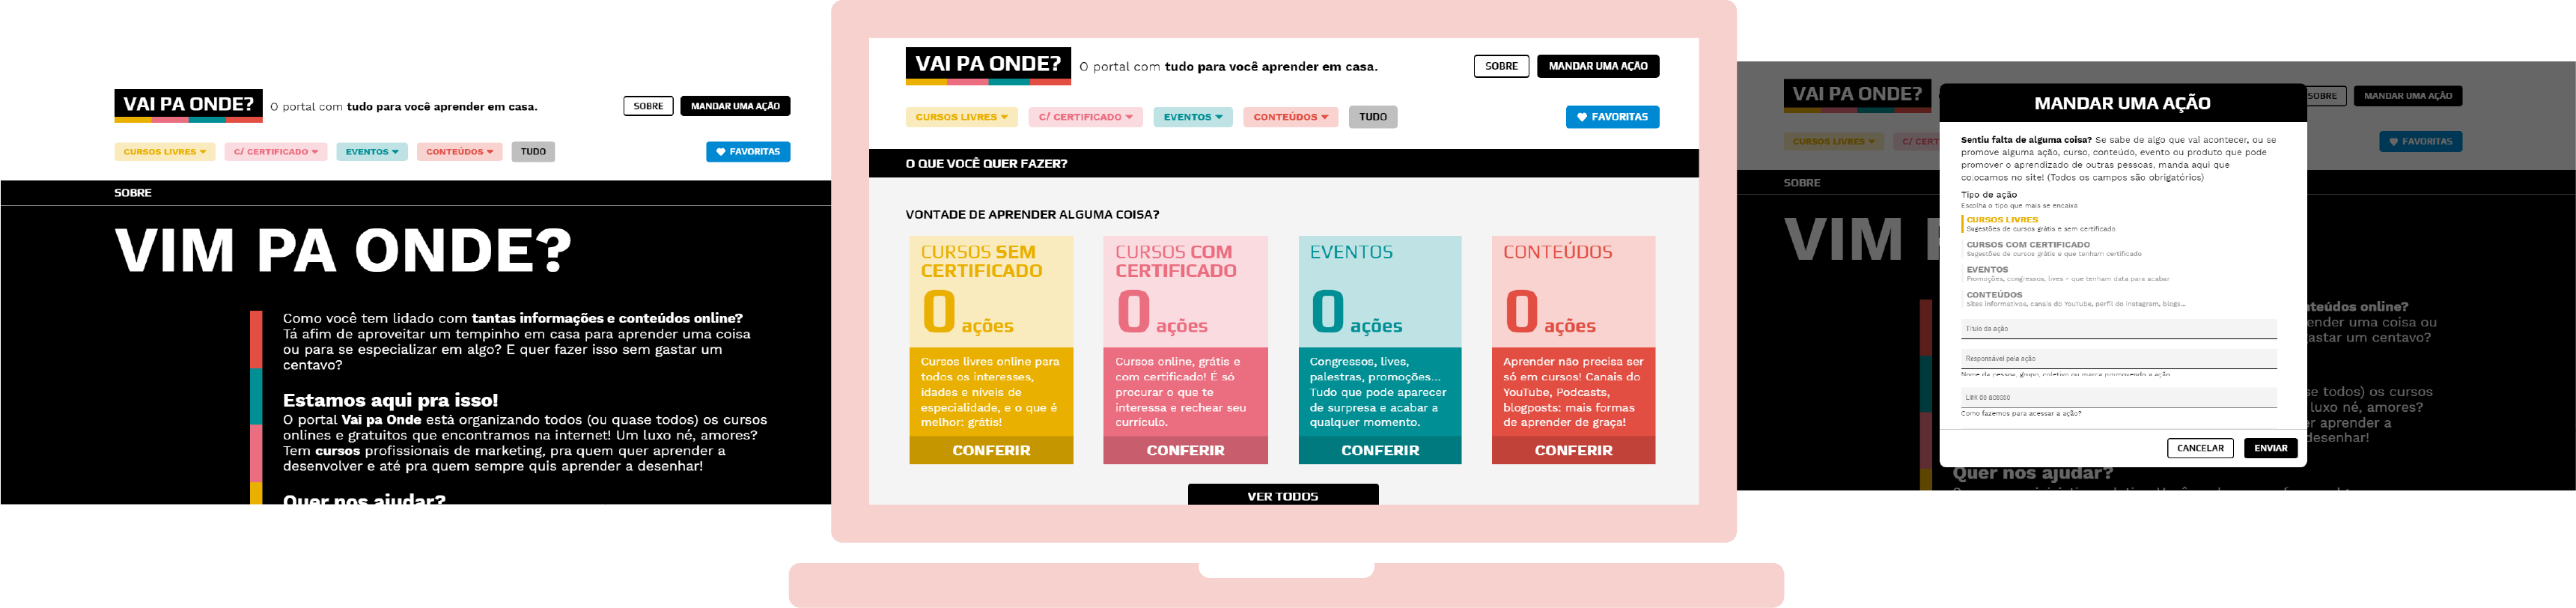 VAI PA ONDE?
O portal com tudo para você aprender em casa.
SOBRE
MANDAR UMA AÇÃO
CURSOS LIVRES
C/ CERTIFICADO
EVENTOS
CONTEÚDOS
TUDO
FAVORITAS
SOBRE
VIM PA ONDE?
Como você tem lidado com tantas informações e conteúdos online?
Tá afim de aproveitar um tempinho em casa para aprender uma coisa
ou para se especializar em algo? E quer fazer isso sem gastar um
centavo?
Estamos aqui pra isso!
O portal Vai pa Onde está organizando todos (ou quase todos) os cursos
onlines e gratuitos que encontramos na internet! Um luxo né, amores?
Tem cursos profissionais de marketing, pra quem quer aprender a
desenvolver e até pra quem sempre quis aprender a desenhar!
Quer nos ajudar?
VAI PA ONDE?
O portal com tudo para você aprender em casa.
SOBRE
MANDAR UMA AÇÃO
CURSOS LIVRES
C/ CERTIFICADO
EVENTOS
CONTEÚDOS
TUDO
FAVORITAS
O QUE VOCÊ QUER FAZER?
VONTADE DE APRENDER ALGUMA COISA?
CURSOS SEM
CERTIFICADO
0 ações
Cursos livres online para
todos os interesses,
idades e níveis de
especialidade, e o que é
melhor: grátis!
CONFERIR
CURSOS COM
CERTIFICADO
0 ações
Cursos online, grátis e
com certificado! É só
procurar o que te
interessa e rechear seu
currículo.
CONFERIR
EVENTOS
0 ações
Congressos, lives,
palestras, promoções...
Tudo que pode aparecer
de surpresa e acabar a
qualquer momento.
CONFERIR
CONTEÚDOS
0 ações
Aprender não precisa ser
só em cursos! Canais do
YouTube, Podcasts,
blogposts: mais formas
de aprender de graça!
CONFERIR
VER TODOS
VAI PA ONDE?
SOBRE
MANDAR UMA AÇÃO
CURSOS LIVRES
C/ CERT
FAVORITAS
SOBRE
VIM P
nteúdos online?
ender uma coisa ou
astar um centavo?
se todos) os cursos
luxo né, amores?
er aprender a
desenhar!
Quer nos ajudar?
MANDAR UMA AÇÃO
Sentiu falta de alguma coisa? Se sabe de algo que vai acontecer, ou se
promove alguma ação, curso, conteúdo, evento ou produto que pode
promover o aprendizado de outras pessoas, manda aqui que
colocamos no site! (Todos os campos são obrigatórios)
Tipo de ação
Escolha o tipo que mais se encaixa
CURSOS LIVRES
Sugestões de cursos grátis e sem certificado
CURSOS COM CERTIFICADO
Sugestões de cursos grátis e que tenham certificado
EVENTOS
Promoções, congressos, lives - que tenham data para acabar
CONTEÚDOS
Sites informativos, canais do YouTube, perfil do instagram, blogs...
Título da ação
Responsável pela ação
Nome da pessoa, grupo, coletivo ou marca promovendo a ação
Link de acesso
Como fazemos para acessar a ação?
CANCELAR
ENVIAR